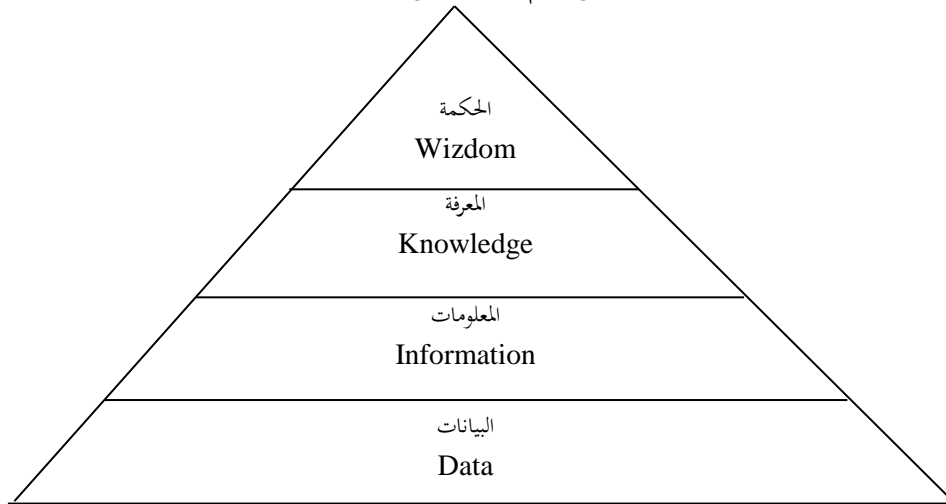 الحكمة
Wizdom
المعرفة
Knowledge
المعلومات
Information
البيانات
Data